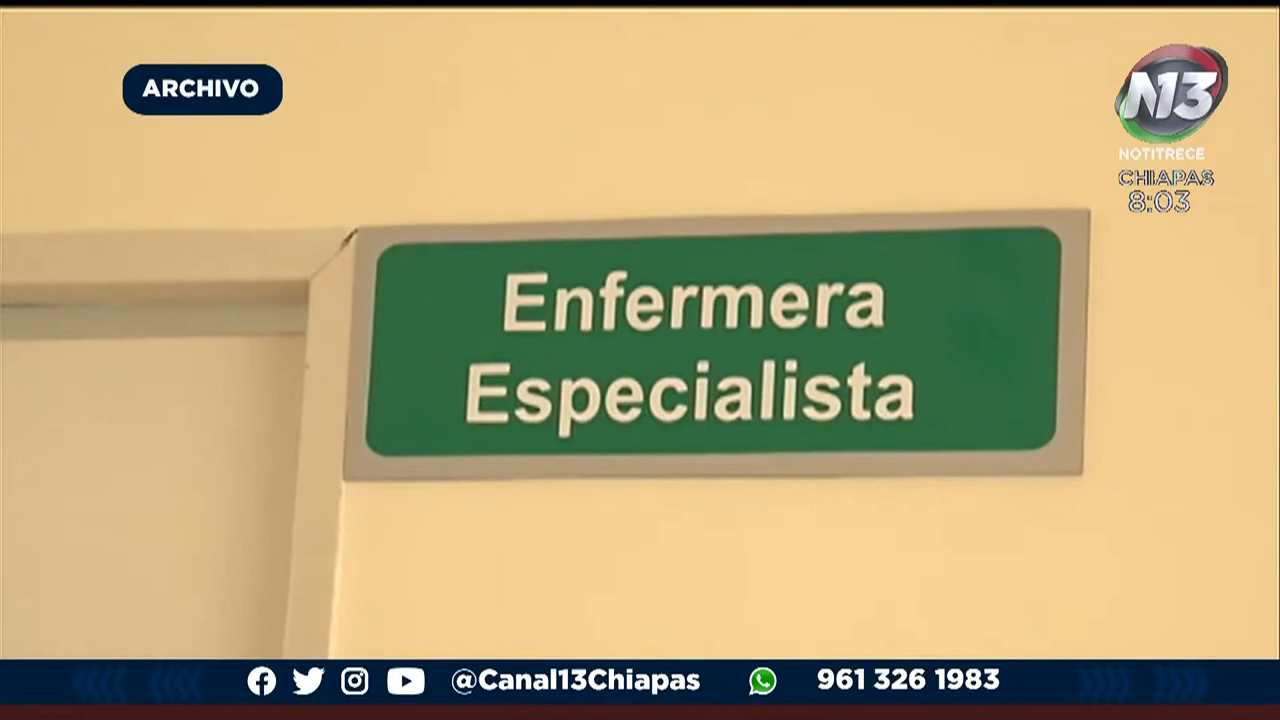 ARCHIVO
N13
NOTITRECE
CHIAPAS
8:03
Enfermera
Especialista
@Canal13Chiapas
961 326 1983